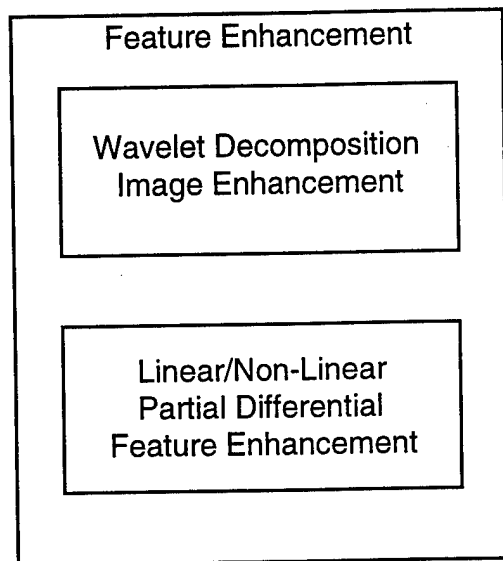 Feature Enhancement
Wavelet Decomposition
Image Enhancement
Linear/Non-Linear
Partial Differential
Feature Enhancement